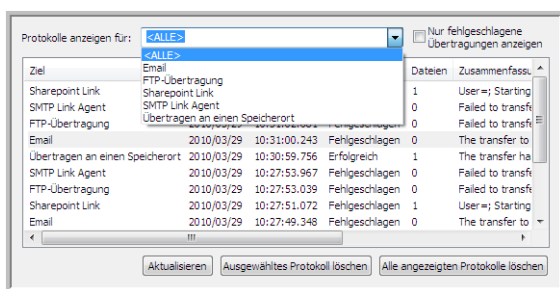 Protokolle anzeigen für: <ALLE> Nur fehlgeschlagene
Übertragungen anzeigen
<ALLE>
Email
FTP-Übertragung
Sharepoint Link
SMTP Link Agent
Übertragen an einen Speicherort
Ziel Dateien Zusammenfassu
Sharepoint Link 1 User=; Starting
SMTP Link Agent 0 Failed to transfe
FTP-Übertragung 2010/03/29 Fehlgeschlagen 0 Failed to transfe
Email 2010/03/29 10:31:00.243 Fehlgeschlagen 0 The transfer to
Übertragen an einen Speicherort 2010/03/29 10:30:59.756 Erfolgreich 1 The transfer ha
SMTP Link Agent 2010/03/29 10:27:53.967 Fehlgeschlagen 0 Failed to transfe
FTP-Übertragung 2010/03/29 10:27:53.039 Fehlgeschlagen 0 Failed to transfe
Sharepoint Link 2010/03/29 10:27:51.072 Fehlgeschlagen 1 User=; Starting
Email 2010/03/29 10:27:49.348 Fehlgeschlagen 0 The transfer to
Aktualisieren Ausgewähltes Protokoll löschen Alle angezeigten Protokolle löschen